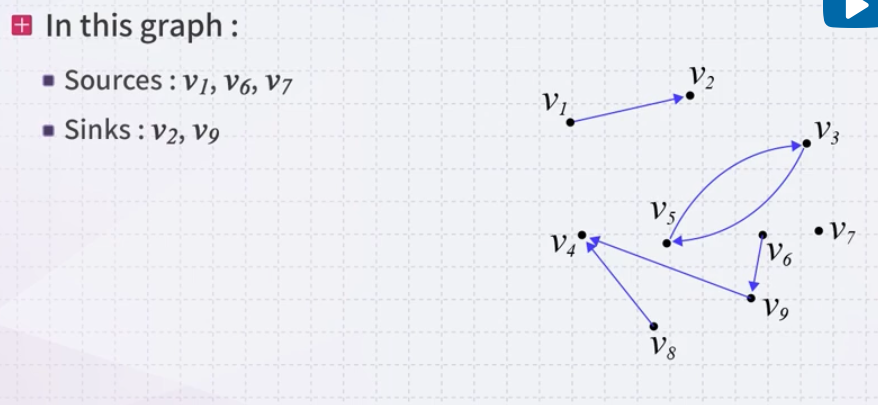 In this graph :
Sources : v1, v6, v7
Sinks : v2, v9
v2
v1
v3
v5
v7
v4
v6
v9
v8